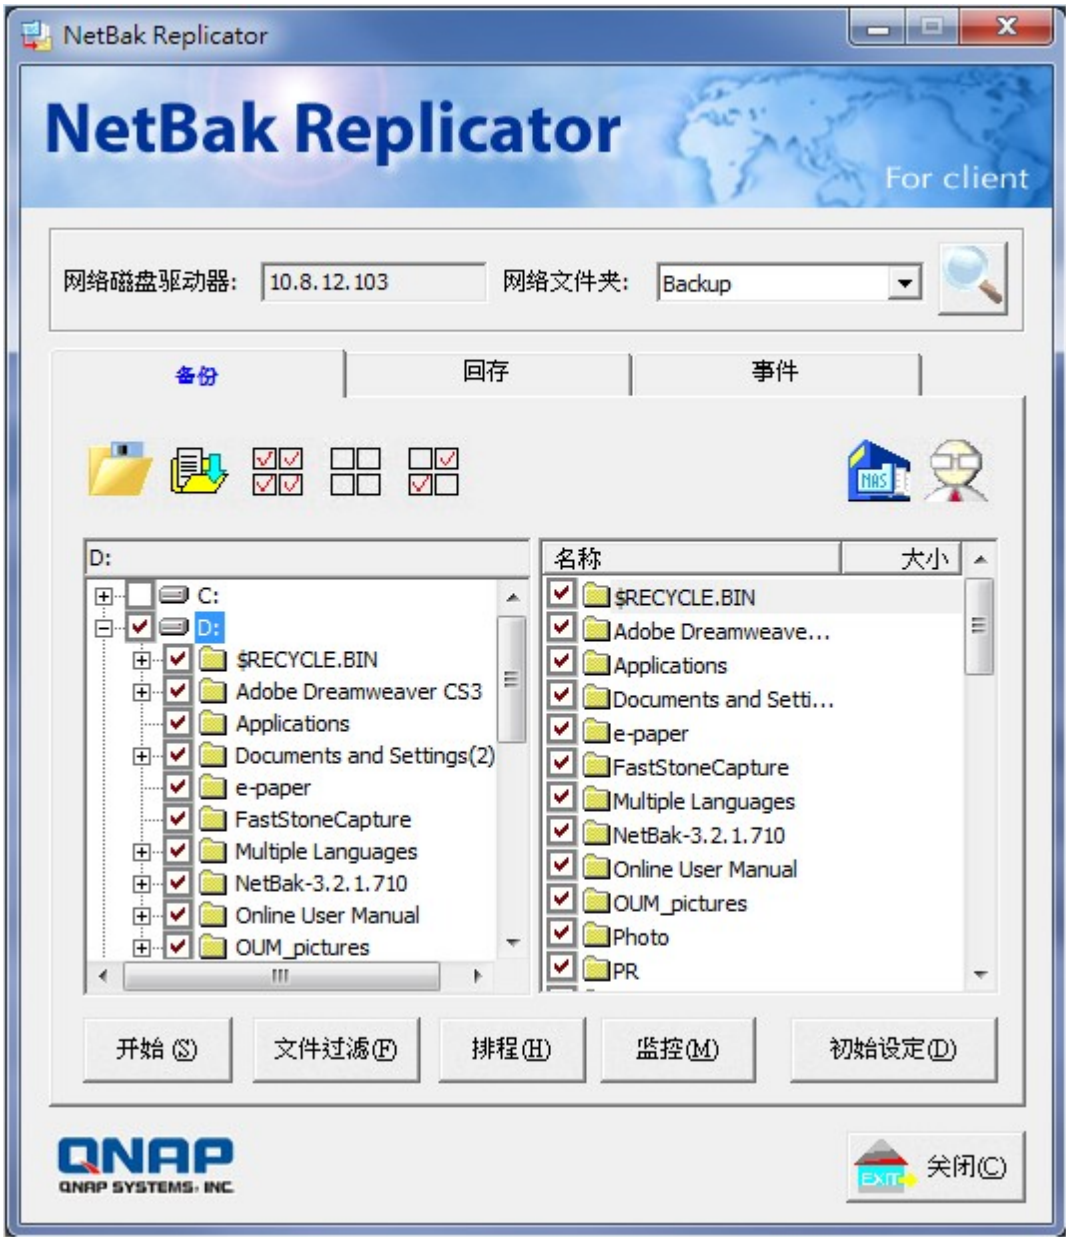 NetBak Replicator
NetBak Replicator
For client
网络磁盘驱动器: 10.8.12.103 网络文件夹: Backup
备份 回存 事件
NAS
D:
C:
D:
$RECYCLE.BIN
Adobe Dreamweaver CS3
Applications
Documents and Settings(2)
e-paper
FastStoneCapture
Multiple Languages
NetBak-3.2.1.710
Online User Manual
OUM_pictures
名称 大小
$RECYCLE.BIN
Adobe Dreamweave...
Applications
Documents and Setti...
e-paper
FastStoneCapture
Multiple Languages
NetBak-3.2.1.710
Online User Manual
OUM_pictures
Photo
PR
开始 (S) 文件过滤(F) 排程(H) 监控(M) 初始设定(D)
QNAP
QNAP SYSTEMS, INC.
EXIT 关闭(C)